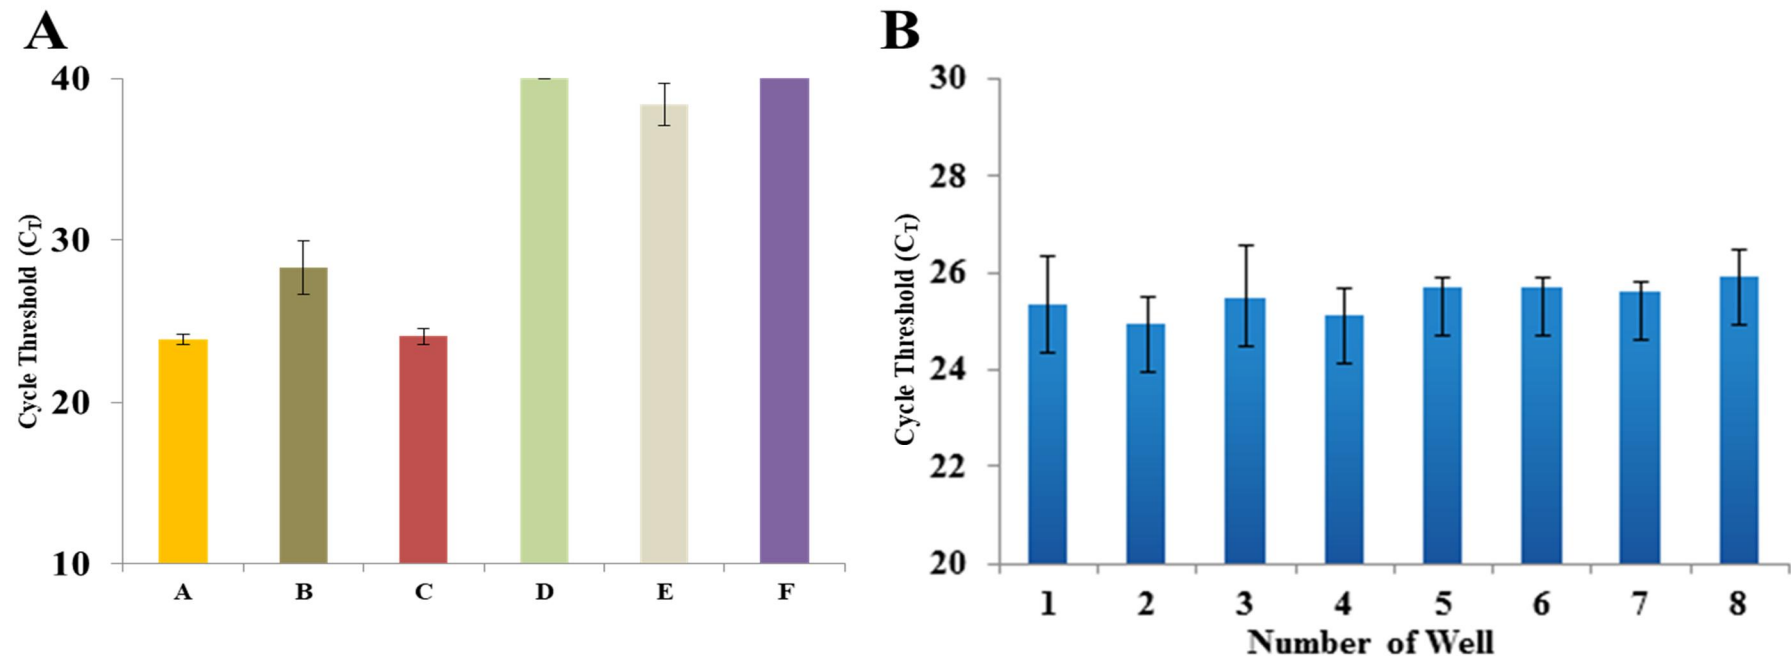 A
Cycle Threshold (CT)
40
30
20
10
A B C D E F
B
Cycle Threshold (CT)
30
28
26
24
22
20
1 2 3 4 5 6 7 8
Number of Well